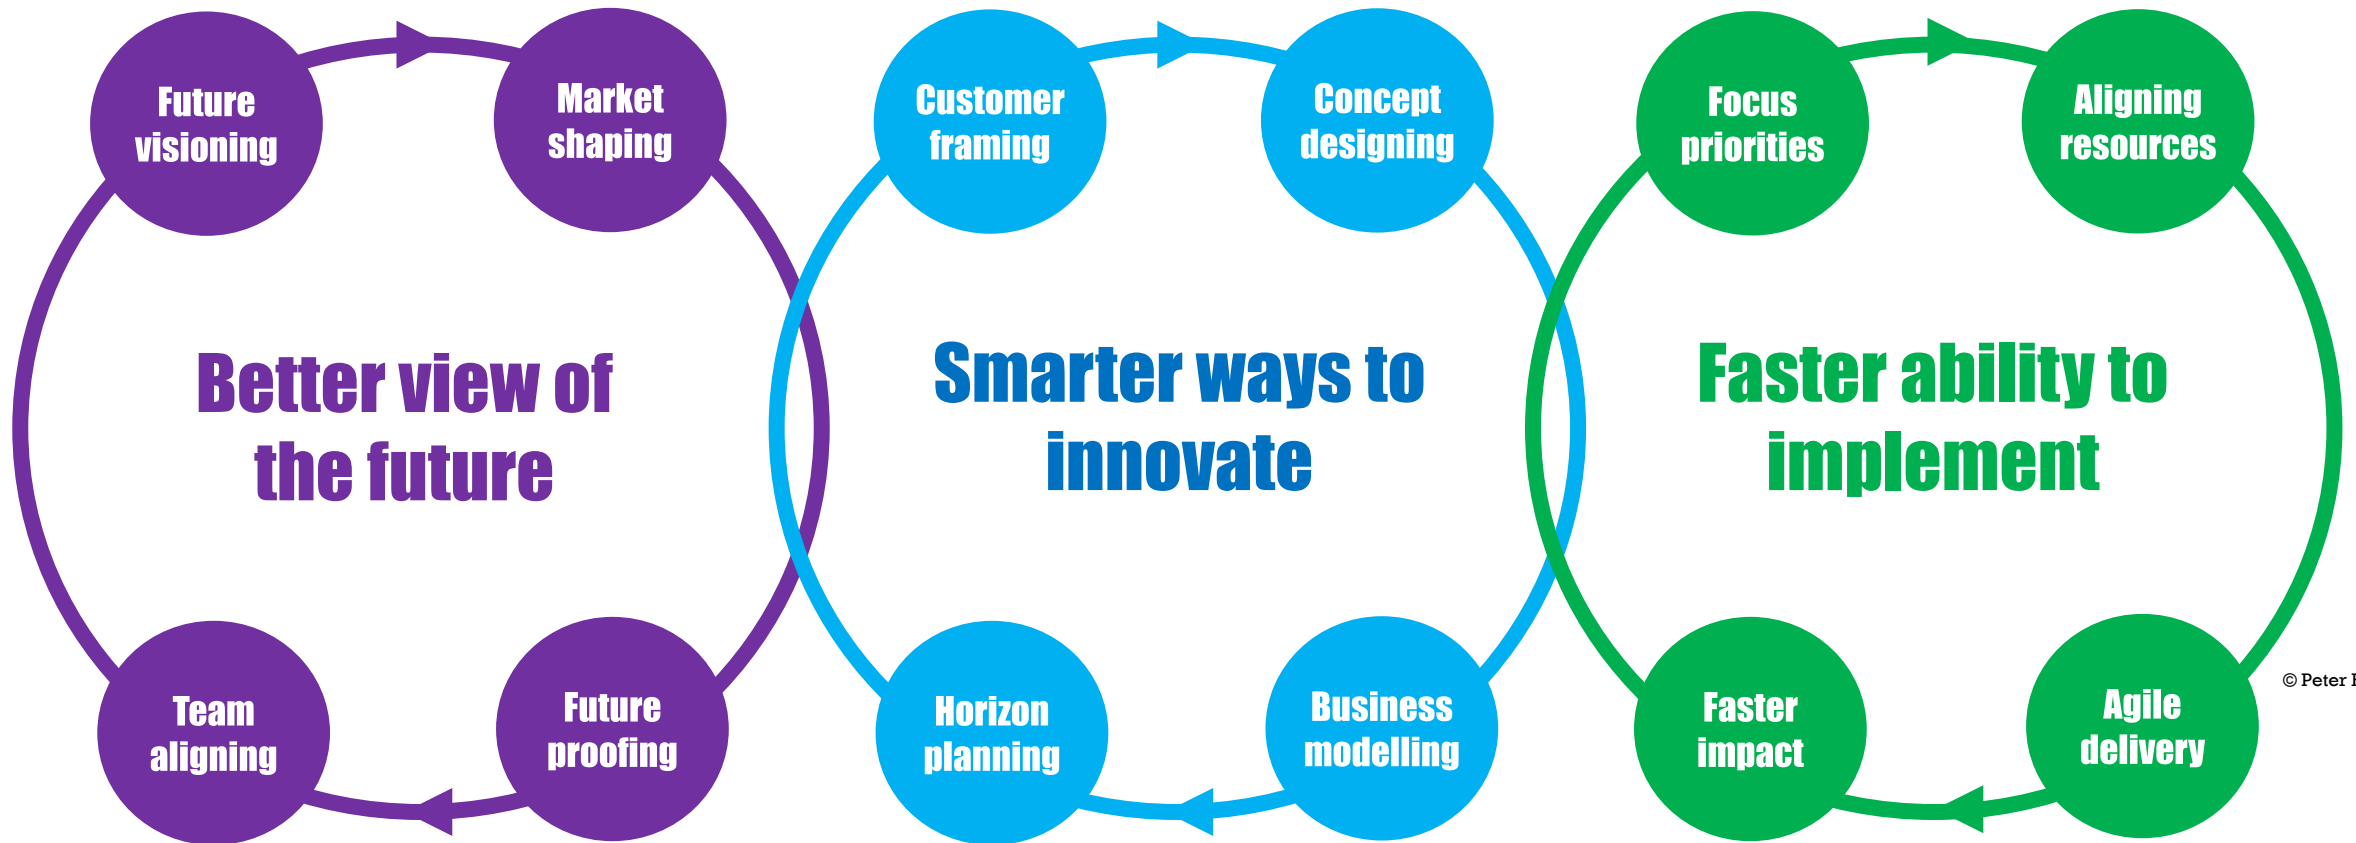 Future
visioning
Market
shaping
Better view of
the future
Team
aligning
Future
proofing
Customer
framing
Concept
designing
Smarter ways to
innovate
Horizon
planning
Business
modelling
Focus
priorities
Aligning
resources
Faster ability to
implement
Faster
impact
Agile
delivery
© Peter